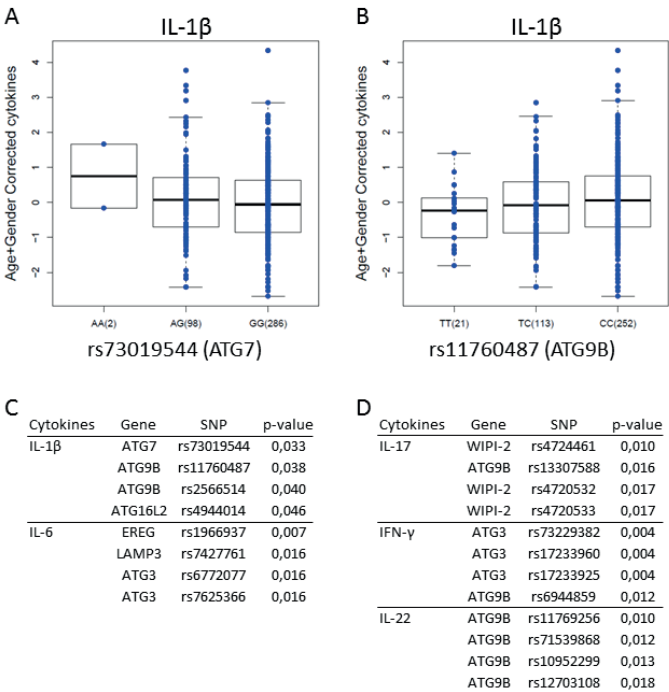 A
IL-1β
Age+Gender Corrected cytokines
4
3
2
1
0
-1
-2
AA(2) AG(98) GG(286)
rs73019544 (ATG7)
B
IL-1β
Age+Gender Corrected cytokines
4
3
2
1
0
-1
-2
TT(21) TC(113) CC(252)
rs11760487 (ATG9B)
C
Cytokines Gene SNP p-value
IL-1β ATG7 rs73019544 0,033
ATG9B rs11760487 0,038
ATG9B rs2566514 0,040
ATG16L2 rs4944014 0,046
IL-6 EREG rs1966937 0,007
LAMP3 rs7427761 0,016
ATG3 rs6772077 0,016
ATG3 rs7625366 0,016
D
Cytokines Gene SNP p-value
IL-17 WIPI-2 rs4724461 0,010
ATG9B rs13307588 0,016
WIPI-2 rs4720532 0,017
WIPI-2 rs4720533 0,017
IFN-γ ATG3 rs73229382 0,004
ATG3 rs17233960 0,004
ATG3 rs17233925 0,004
ATG9B rs6944859 0,012
IL-22 ATG9B rs11769256 0,010
ATG9B rs71539868 0,012
ATG9B rs10952299 0,013
ATG9B rs12703108 0,018